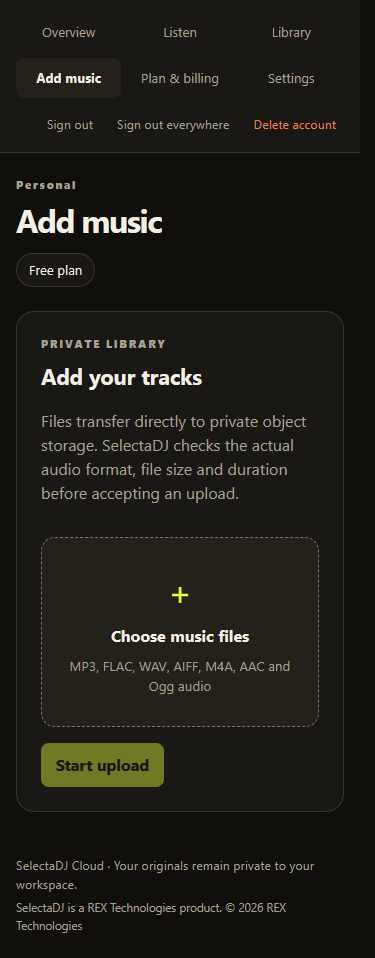 Overview Listen Library
Add music Plan & billing Settings
Sign out Sign out everywhere Delete account
Personal
Add music
Free plan
PRIVATE LIBRARY
Add your tracks
Files transfer directly to private object
storage. SelectaDJ checks the actual
audio format, file size and duration
before accepting an upload.
+
Choose music files
MP3, FLAC, WAV, AIFF, M4A, AAC and
Ogg audio
Start upload
SelectaDJ Cloud · Your originals remain private to your
workspace.
SelectaDJ is a REX Technologies product. © 2026 REX
Technologies